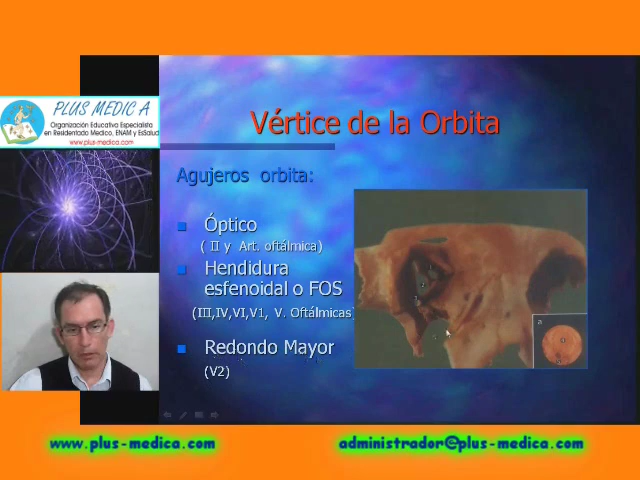 PLUS MEDIC A
Organización Educativa Especialista
en Residentado Medico, ENAM y EsSalud
www.plus-medica.com
Vértice de la Orbita
Agujeros orbita:
Óptico
( II y Art. oftálmica)
Hendidura
esfenoidal o FOS
(III,IV,VI,V1, V. Oftálmicas)
Redondo Mayor
(V2)
a
www.plus-medica.com
administrador@plus-medica.com